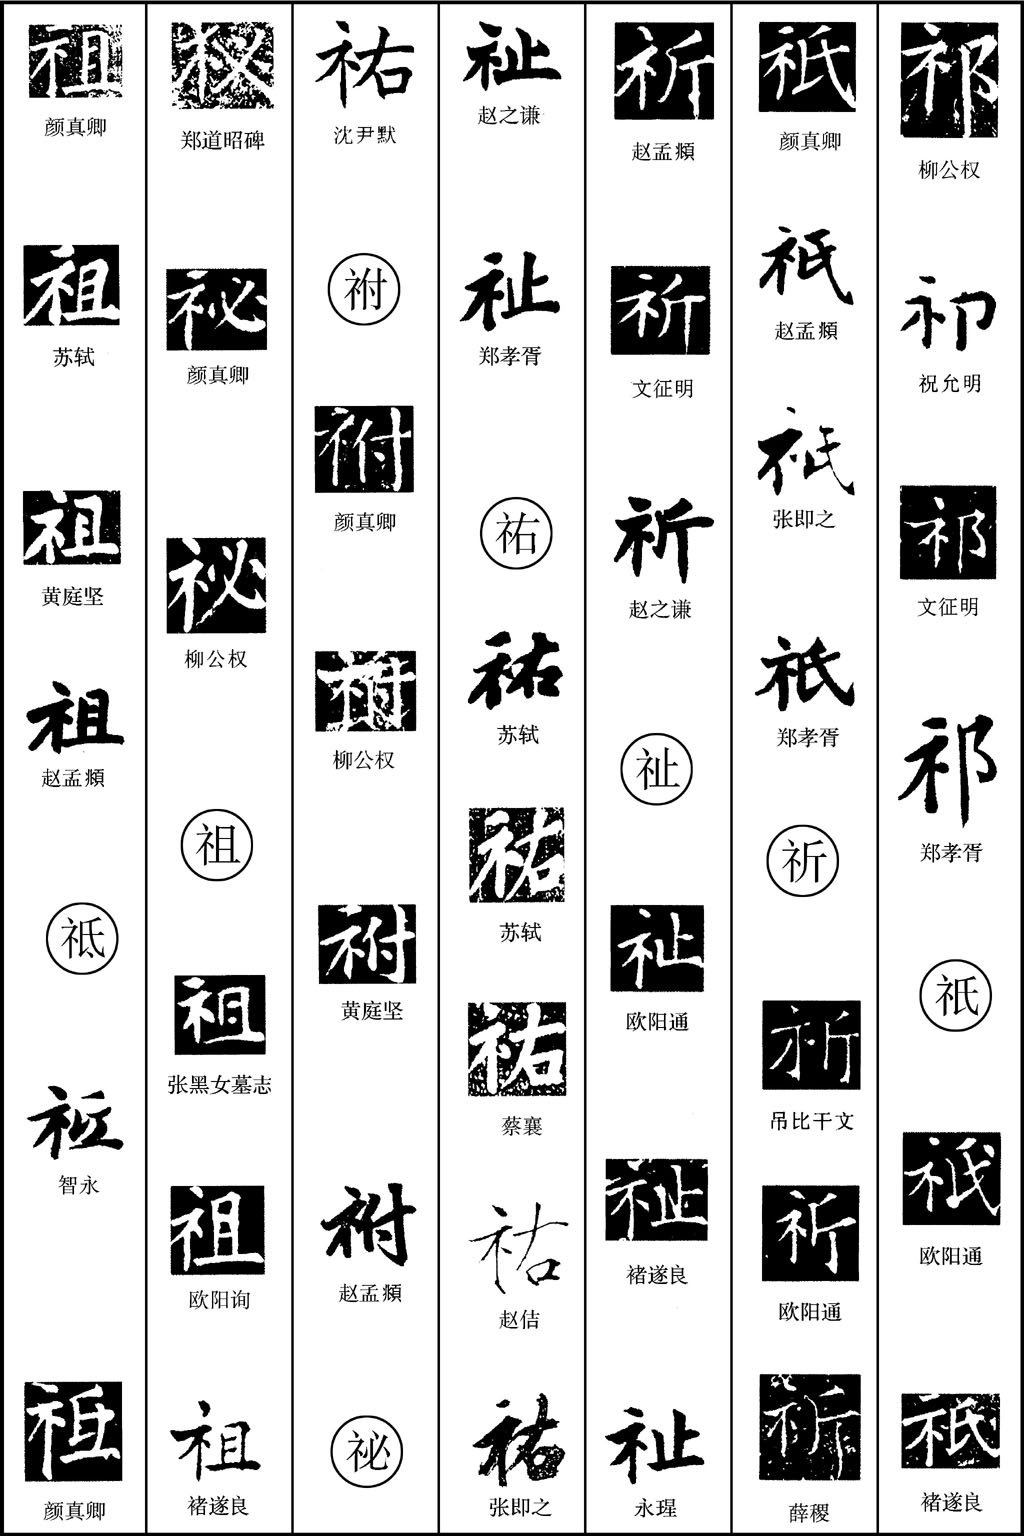 祁
柳公权
祁
祝允明
祁
文征明
祁
郑孝胥
祇
祇
欧阳通
祇
褚遂良
祇
颜真卿
祇
赵孟頫
祇
张即之
祇
郑孝胥
祈
祈
吊比干文
祈
欧阳通
祈
薛稷
祈
赵孟頫
祈
文征明
祈
赵之谦
祉
祉
欧阳通
祉
褚遂良
祉
永瑆
祉
赵之谦
祉
郑孝胥
祐
祐
苏轼
祐
苏轼
祐
蔡襄
祐
赵佶
祐
张即之
祐
沈尹默
祔
祔
颜真卿
祔
柳公权
祔
黄庭坚
祔
赵孟頫
祕
祕
郑道昭碑
祕
颜真卿
祕
柳公权
祖
祖
张黑女墓志
祖
欧阳询
祖
褚遂良
祖
颜真卿
祖
苏轼
祖
黄庭坚
祖
赵孟頫
祗
祗
智永
祗
颜真卿